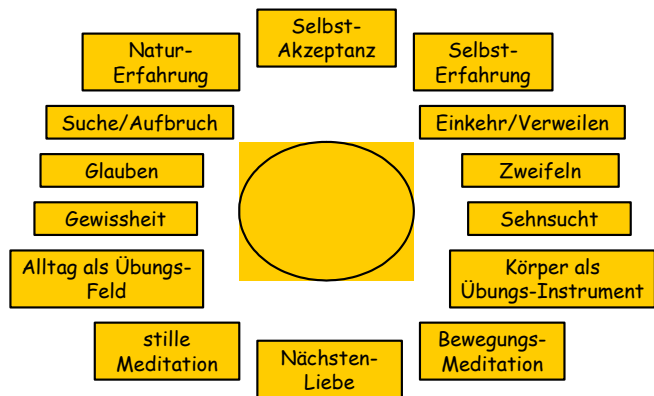 Selbst-
Akzeptanz
Natur-
Erfahrung
Selbst-
Erfahrung
Suche/Aufbruch
Einkehr/Verweilen
Glauben
Zweifeln
Gewissheit
Sehnsucht
Alltag als Übungs-
Feld
Körper als
Übungs-Instrument
stille
Meditation
Nächsten-
Liebe
Bewegungs-
Meditation